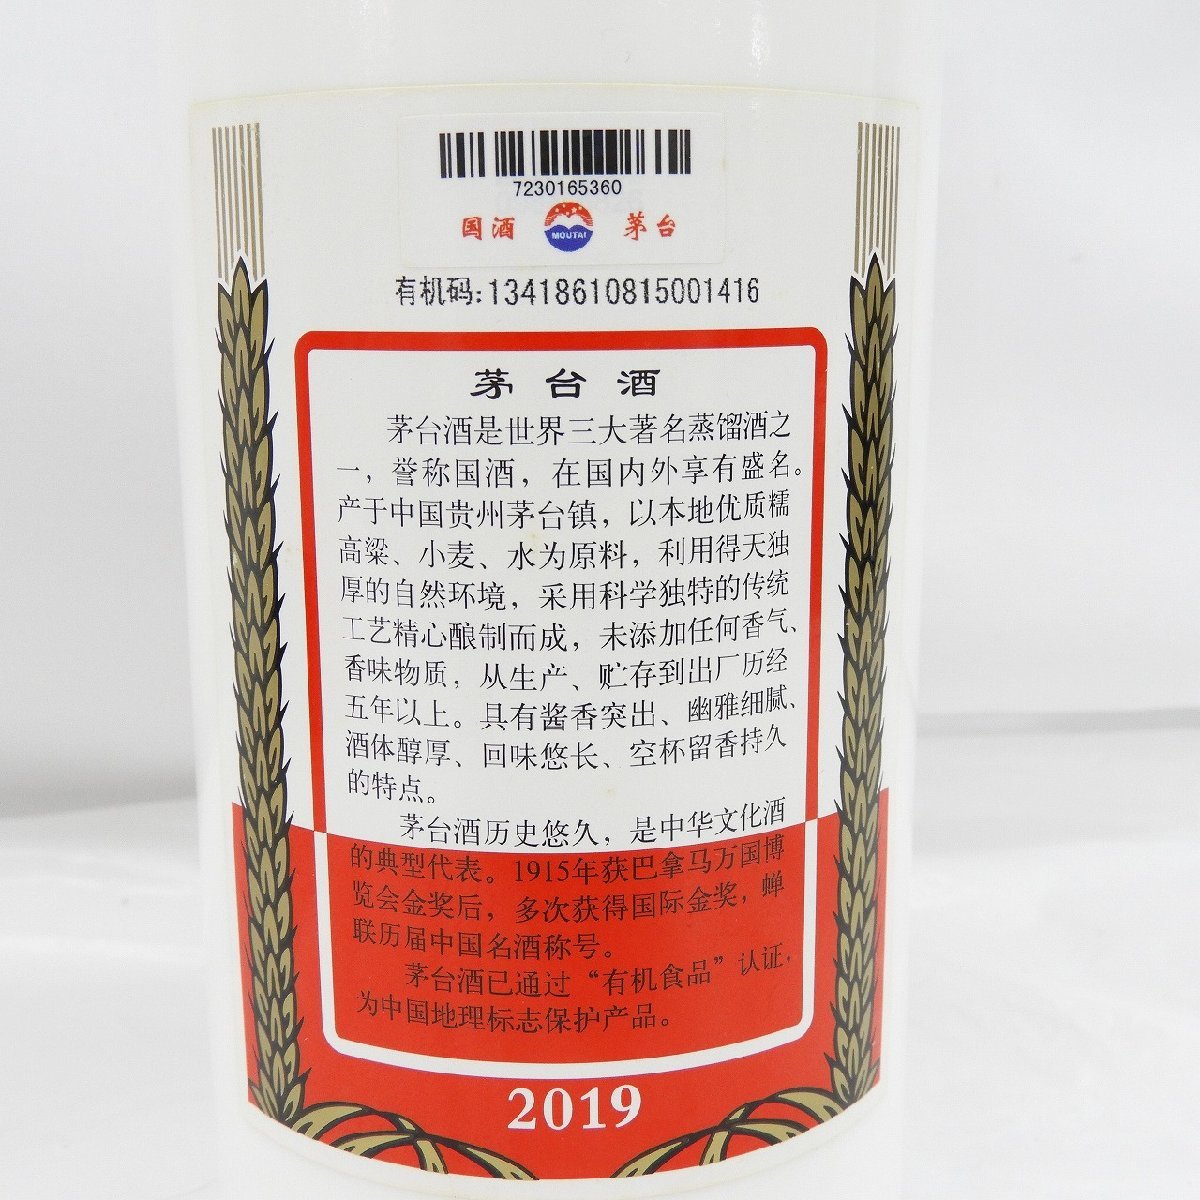 7230165360
国酒 MOUTAI 茅台
有机码:13418610815001416
茅台酒
茅台酒是世界三大著名蒸馏酒之
一，誉称国酒，在国内外享有盛名。
产于中国贵州茅台镇，以本地优质糯
高粱、小麦、水为原料，利用得天独
厚的自然环境，采用科学独特的传统
工艺精心酿制而成，未添加任何香气、
香味物质，从生产、贮存到出厂历经
五年以上。具有酱香突出、幽雅细腻、
酒体醇厚、回味悠长、空杯留香持久
的特点。
茅台酒历史悠久，是中华文化酒
的典型代表。1915年获巴拿马万国博
览会金奖后，多次获得国际金奖，蝉
联历届中国名酒称号。
茅台酒已通过“有机食品”认证，
为中国地理标志保护产品。
2019